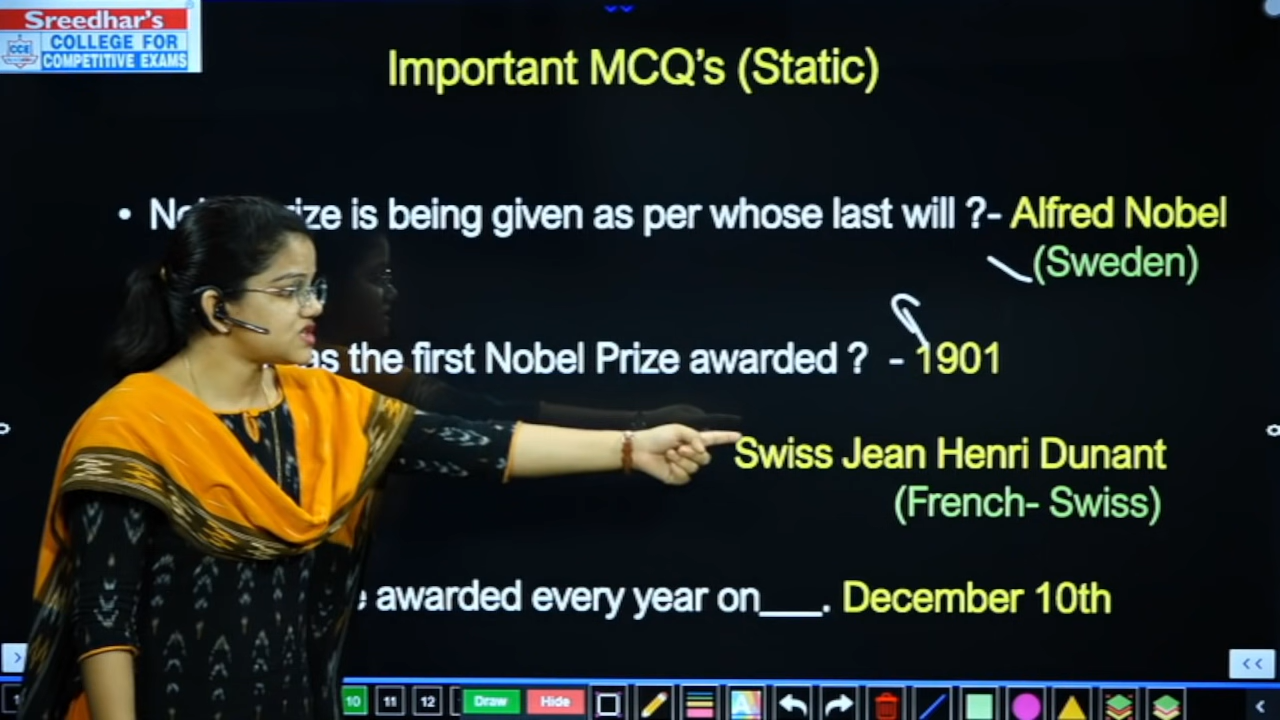 Sreedhar's
CCE
COLLEGE FOR
COMPETITIVE EXAMS
Important MCQ's (Static)
• is being given as per whose last will ?- Alfred Nobel
(Sweden)
the first Nobel Prize awarded ? - 1901
Swiss Jean Henri Dunant
(French- Swiss)
awarded every year on___. December 10th
10 11 12 Draw Hide